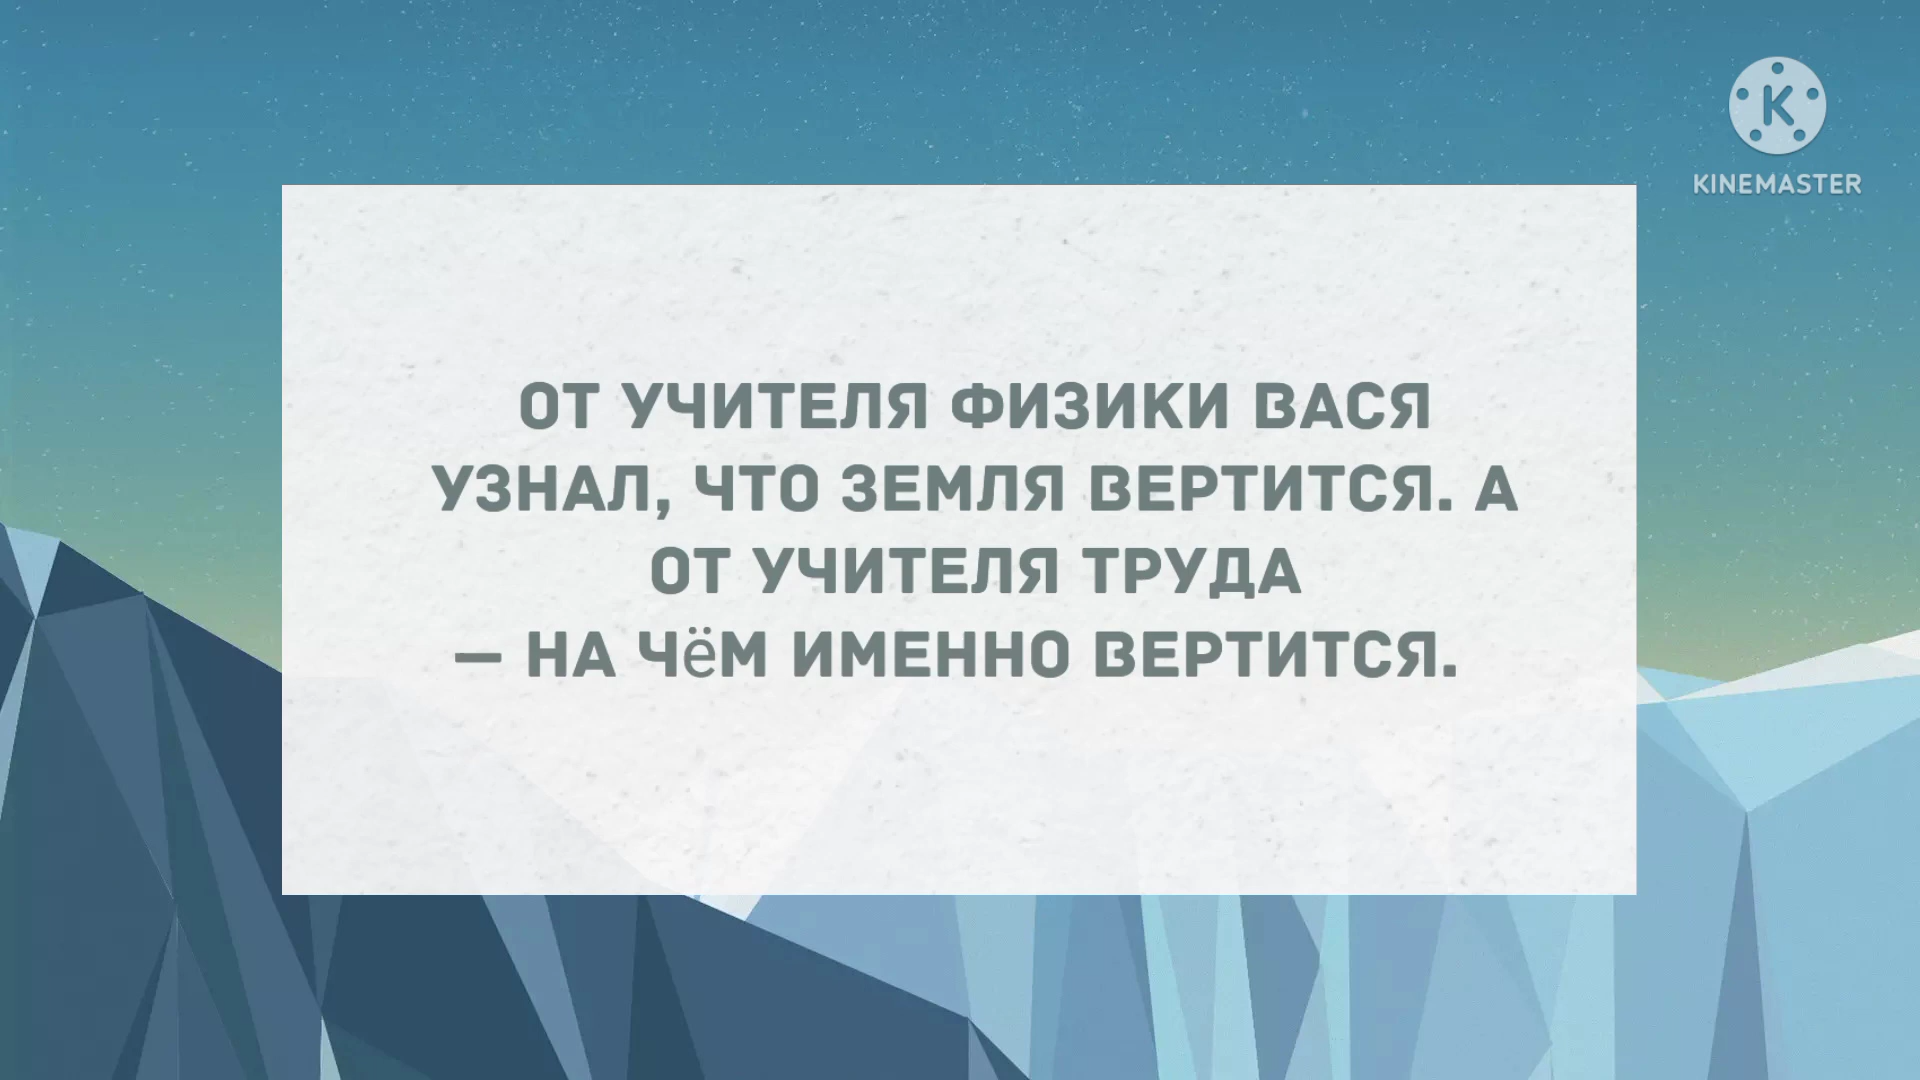 KINEMASTER
ОТ УЧИТЕЛЯ ФИЗИКИ ВАСЯ
УЗНАЛ, ЧТО ЗЕМЛЯ ВЕРТИТСЯ. А
ОТ УЧИТЕЛЯ ТРУДА
— НА ЧёМ ИМЕННО ВЕРТИТСЯ.